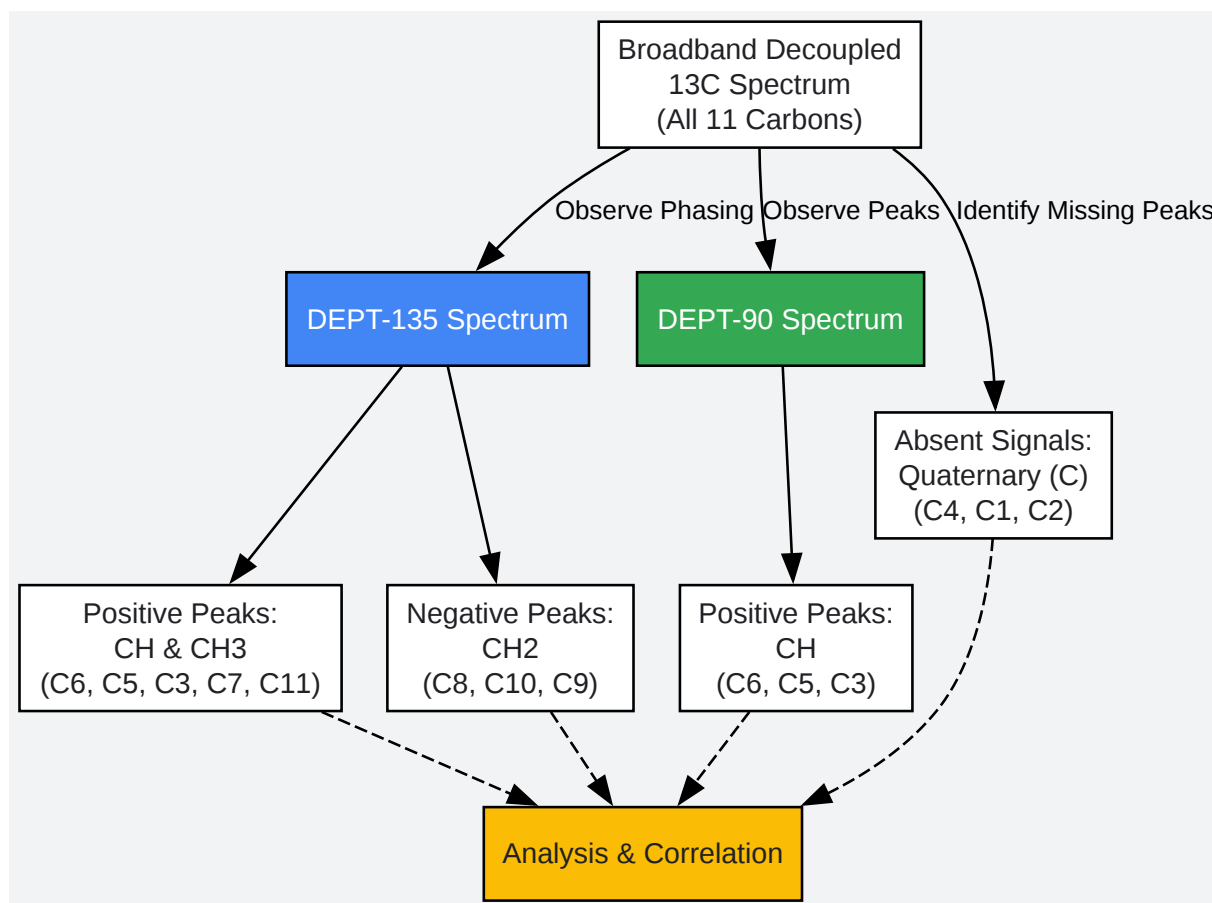 Broadband Decoupled
13C Spectrum
(All 11 Carbons)
Observe Phasing
Observe Peaks
Identify Missing Peaks
DEPT-135 Spectrum
DEPT-90 Spectrum
Absent Signals:
Quaternary (C)
(C4, C1, C2)
Positive Peaks:
CH & CH3
(C6, C5, C3, C7, C11)
Negative Peaks:
CH2
(C8, C10, C9)
Positive Peaks:
CH
(C6, C5, C3)
Analysis & Correlation